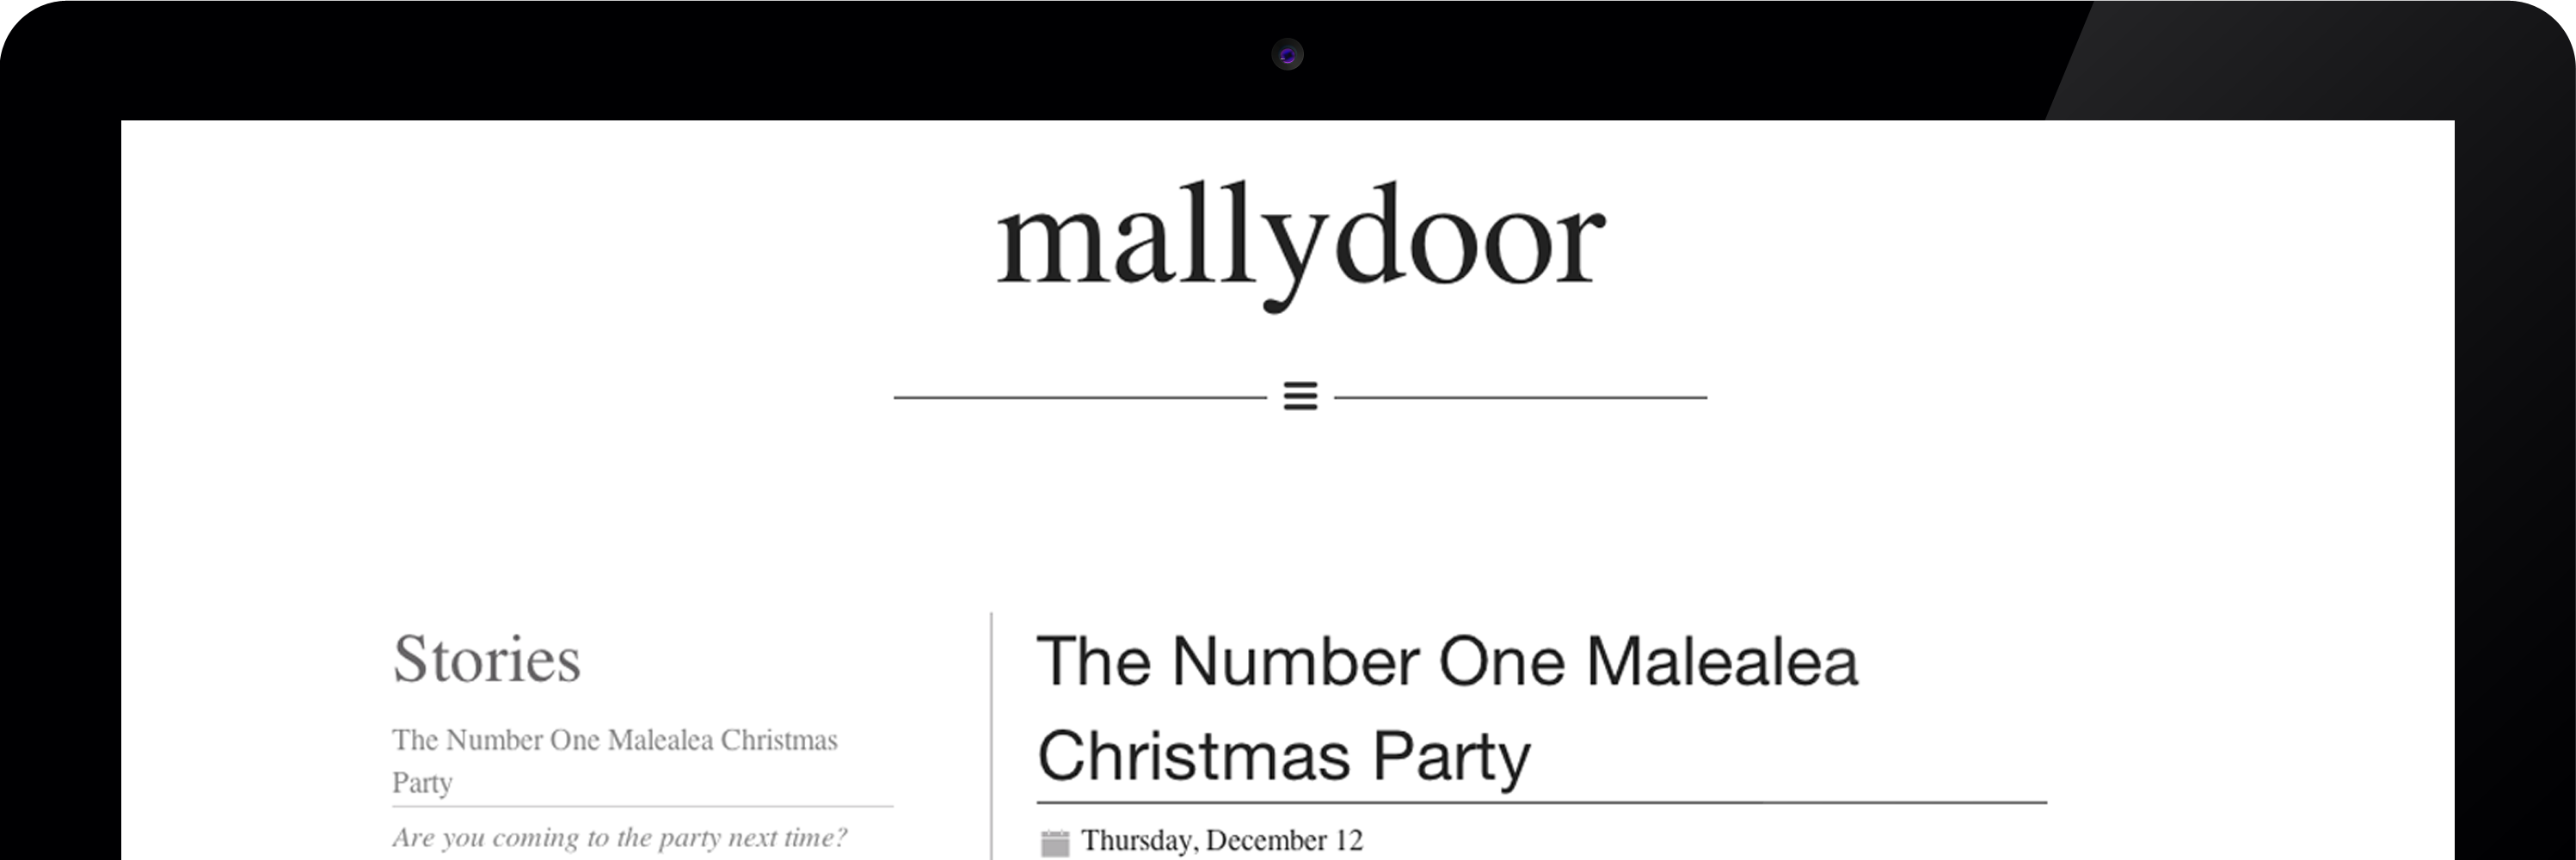 mallydoor
Stories
The Number One Malealea Christmas
Party
Are you coming to the party next time?
The Number One Malealea
Christmas Party
Thursday, December 12